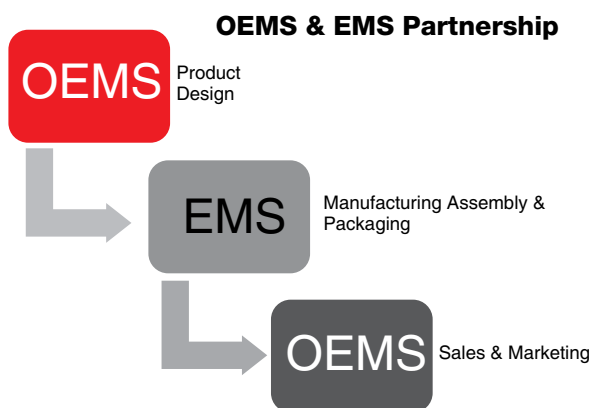 OEMS & EMS Partnership
OEMS
Product
Design
EMS
Manufacturing Assembly &
Packaging
OEMS
Sales & Marketing